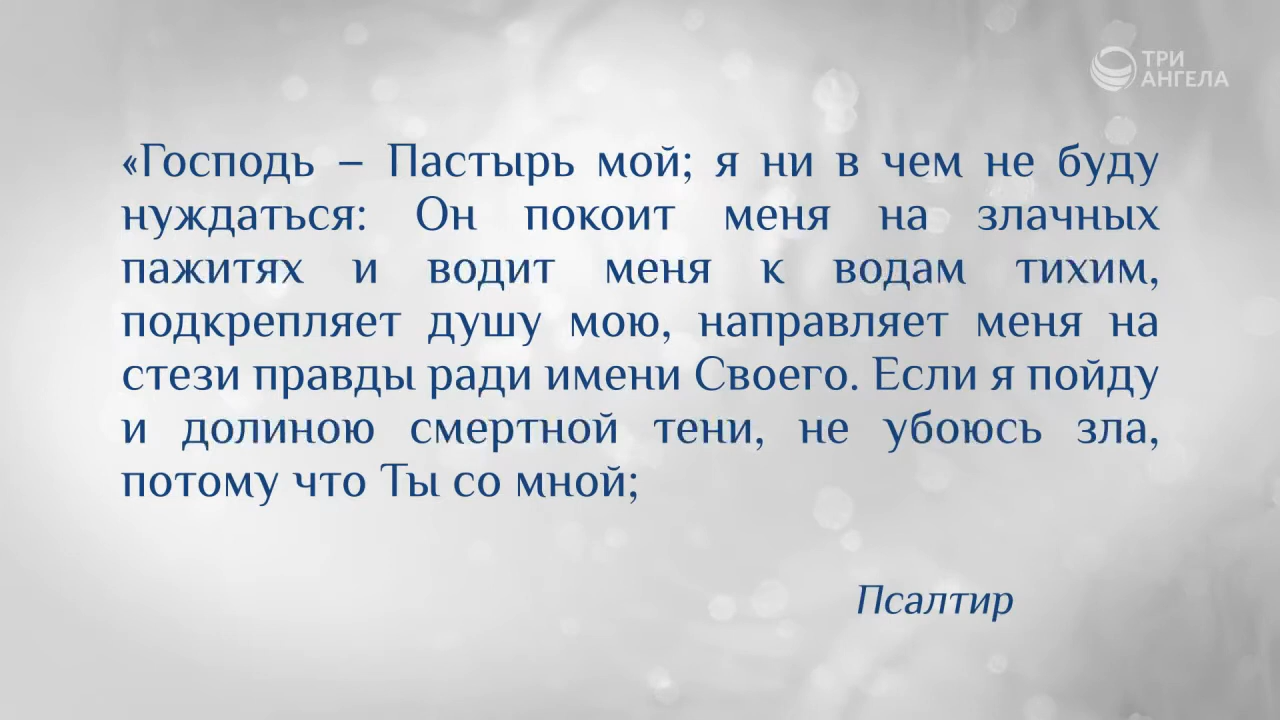 ТРИ
АНГЕЛА
«Господь – Пастырь мой; я ни в чем не буду
нуждаться: Он покоит меня на злачных
пажитях и водит меня к водам тихим,
подкрепляет душу мою, направляет меня на
стези правды ради имени Своего. Если я пойду
и долиною смертной тени, не убоюсь зла,
потому что Ты со мной;
Псалтир